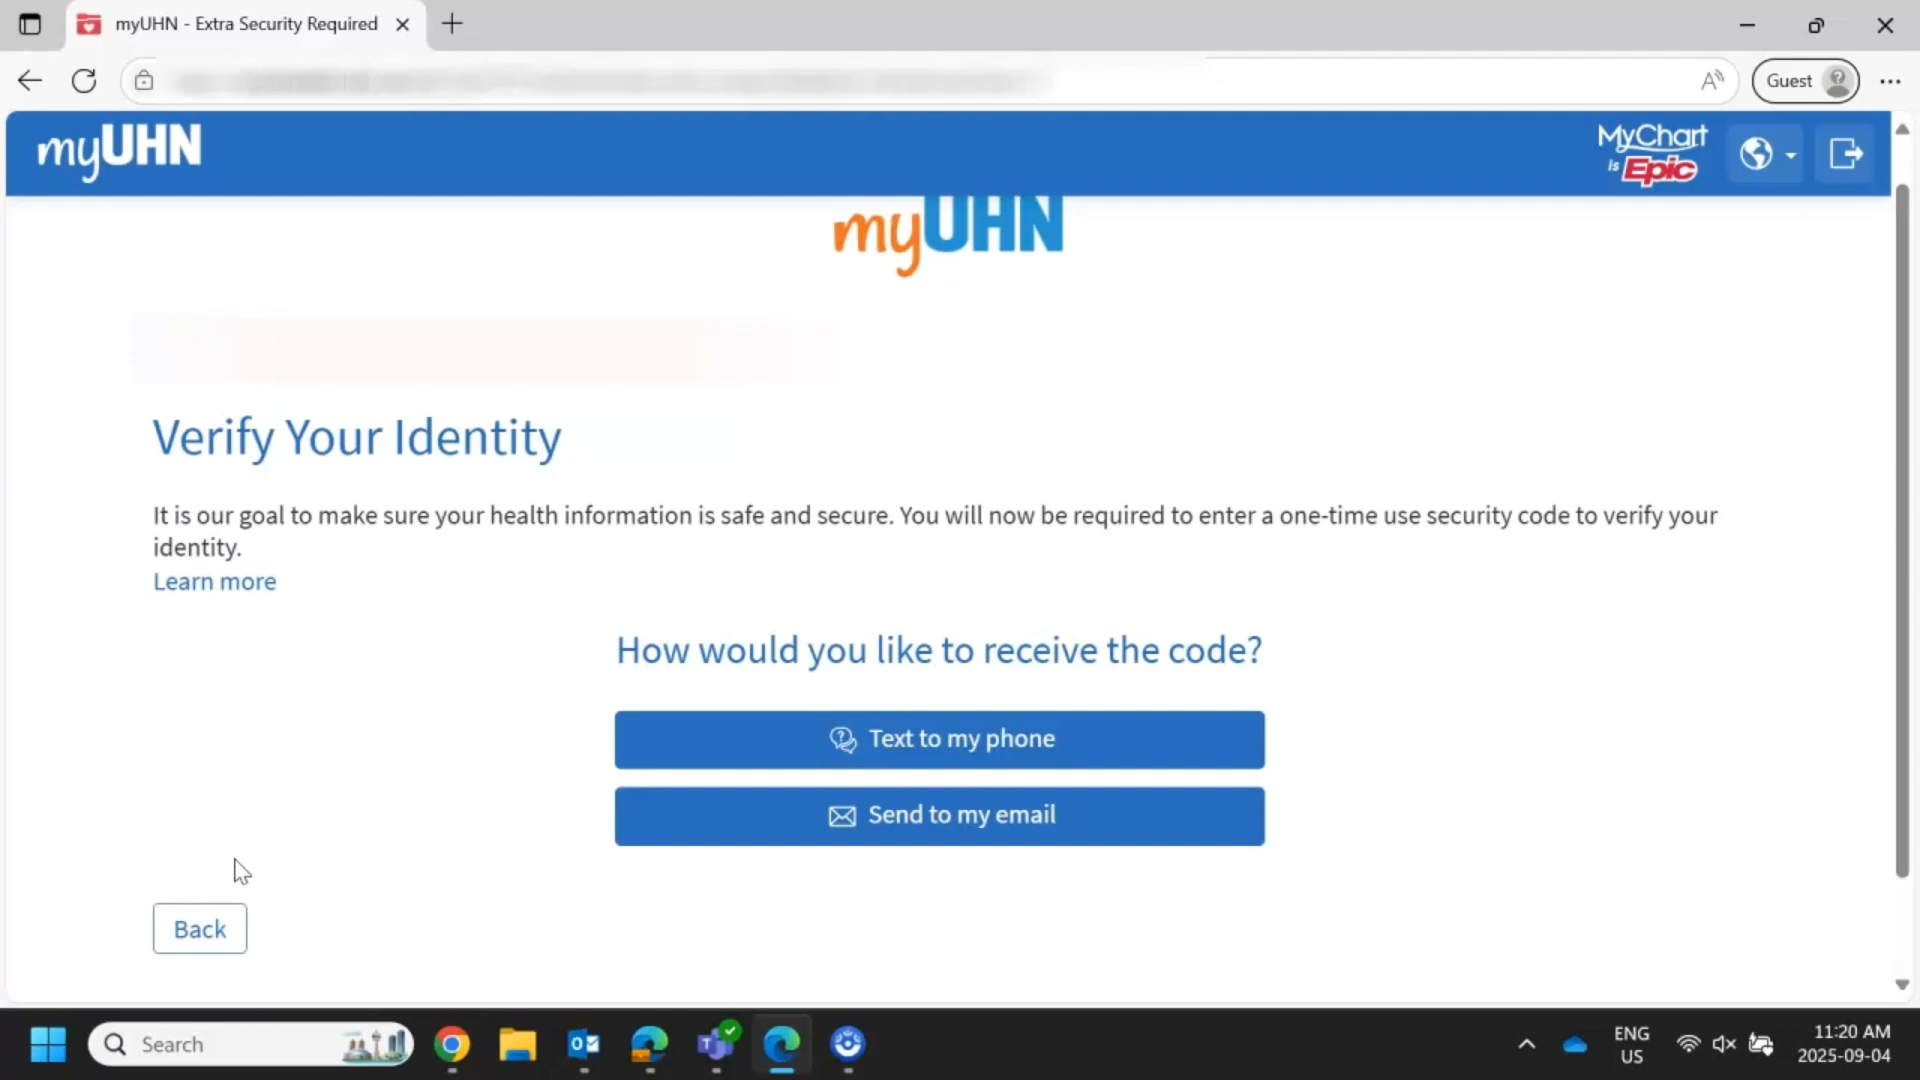 myUHN - Extra Security Required
Guest
myUHN
MyChart
is Epic
myUHN
Verify Your Identity
It is our goal to make sure your health information is safe and secure. You will now be required to enter a one-time use security code to verify your
identity.
Learn more
How would you like to receive the code?
Text to my phone
Send to my email
Back
Search
ENG
US
11:20 AM
2025-09-04